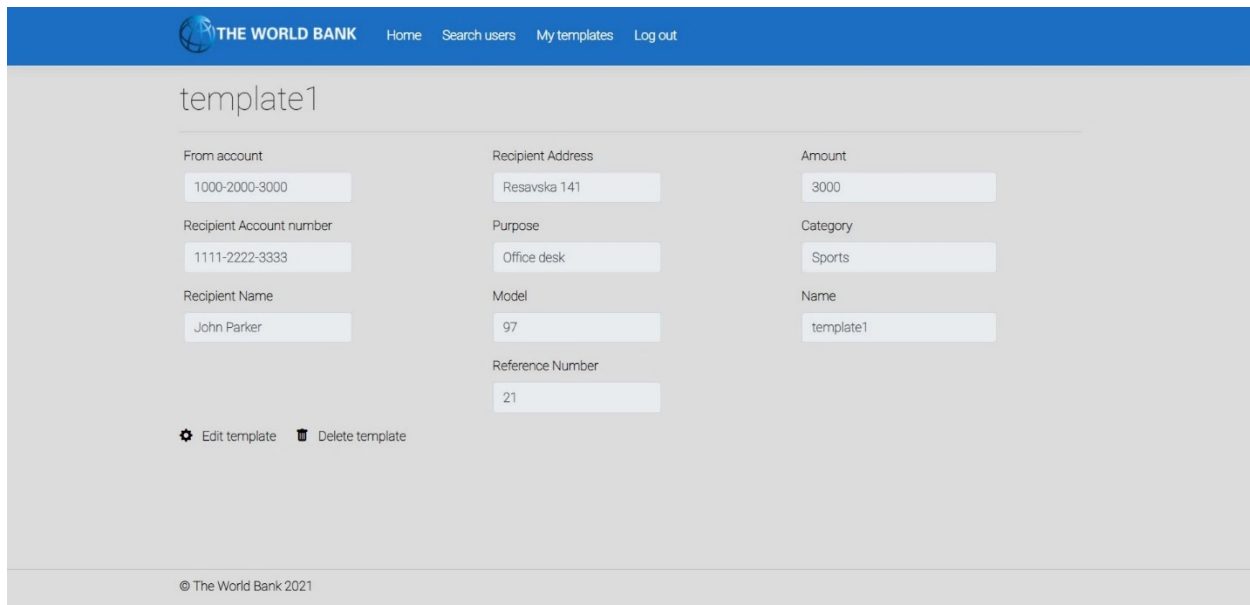 THE WORLD BANK Home Search users My templates Log out
template1
From account Recipient Address Amount
1000-2000-3000 Resavska 141 3000
Recipient Account number Purpose Category
1111-2222-3333 Office desk Sports
Recipient Name Model Name
John Parker 97 template1
Reference Number
21
Edit template Delete template
© The World Bank 2021